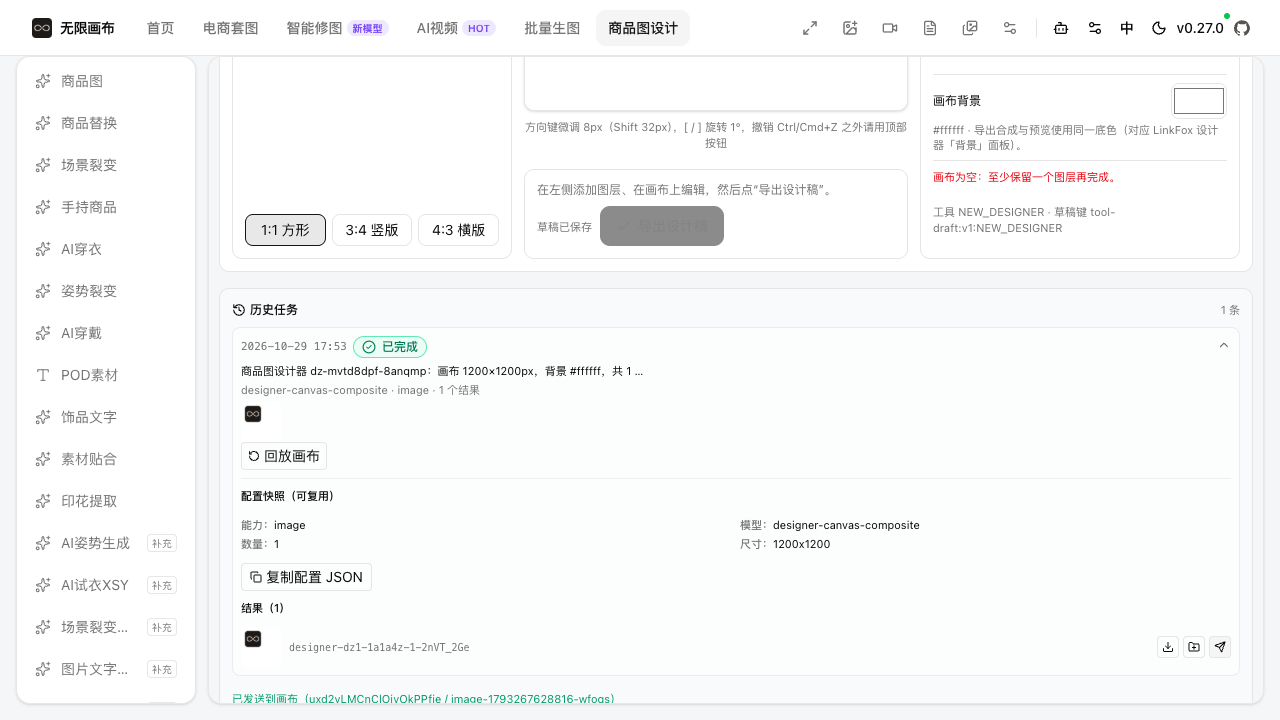 无限画布
首页
电商套图
智能修图 新模型
AI视频 HOT
批量生图
商品图设计
中
v0.27.0
商品图
商品替换
场景裂变
手持商品
AI穿衣
姿势裂变
AI穿戴
POD素材
饰品文字
素材贴合
印花提取
AI姿势生成 补充
AI试衣XSY 补充
场景裂变... 补充
图片文字... 补充
1:1 方形
3:4 竖版
4:3 横版
方向键微调 8px（Shift 32px），[ / ] 旋转 1°，撤销 Ctrl/Cmd+Z 之外请用顶部
按钮
在左侧添加图层、在画布上编辑，然后点“导出设计稿”。
草稿已保存
导出设计稿
画布背景
#ffffff · 导出合成与预览使用同一底色（对应 LinkFox 设计
器「背景」面板）。
画布为空：至少保留一个图层再完成。
工具 NEW_DESIGNER · 草稿键 tool-
draft:v1:NEW_DESIGNER
历史任务
1 条
2026-10-29 17:53 已完成
商品图设计器 dz-mvtd8dpf-8anqmp：画布 1200×1200px，背景 #ffffff，共 1 ...
designer-canvas-composite · image · 1 个结果
回放画布
配置快照（可复用）
能力：image
模型：designer-canvas-composite
数量：1
尺寸：1200x1200
复制配置 JSON
结果（1）
designer-dz1-1a1a4z-1-2nVT_2Ge
已发送到画布（uxd2vLMCnCIOivOkPPfie / image-1793267628816-wfogs）